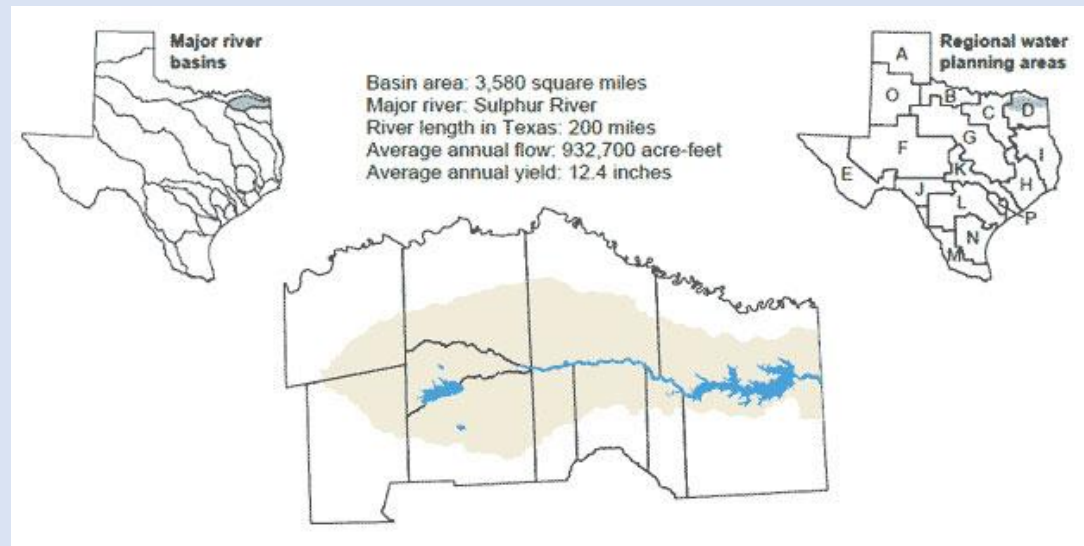 Major river
basins
Basin area: 3,580 square miles
Major river: Sulphur River
River length in Texas: 200 miles
Average annual flow: 932,700 acre-feet
Average annual yield: 12.4 inches
Regional water
planning areas
A
O
B
C
D
G
F
I
E
K
H
J
L
P
N
M